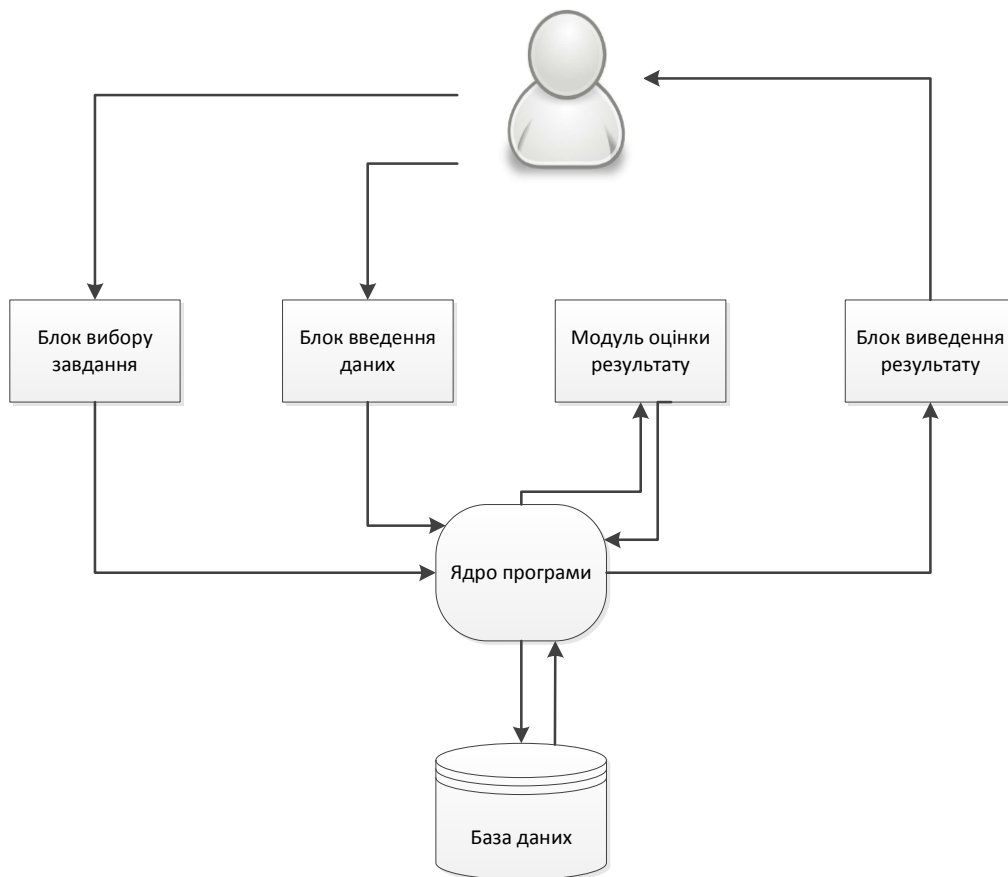 Блок вибору
завдання
Блок введення
даних
Модуль оцінки
результату
Блок виведення
результату
Ядро програми
База даних